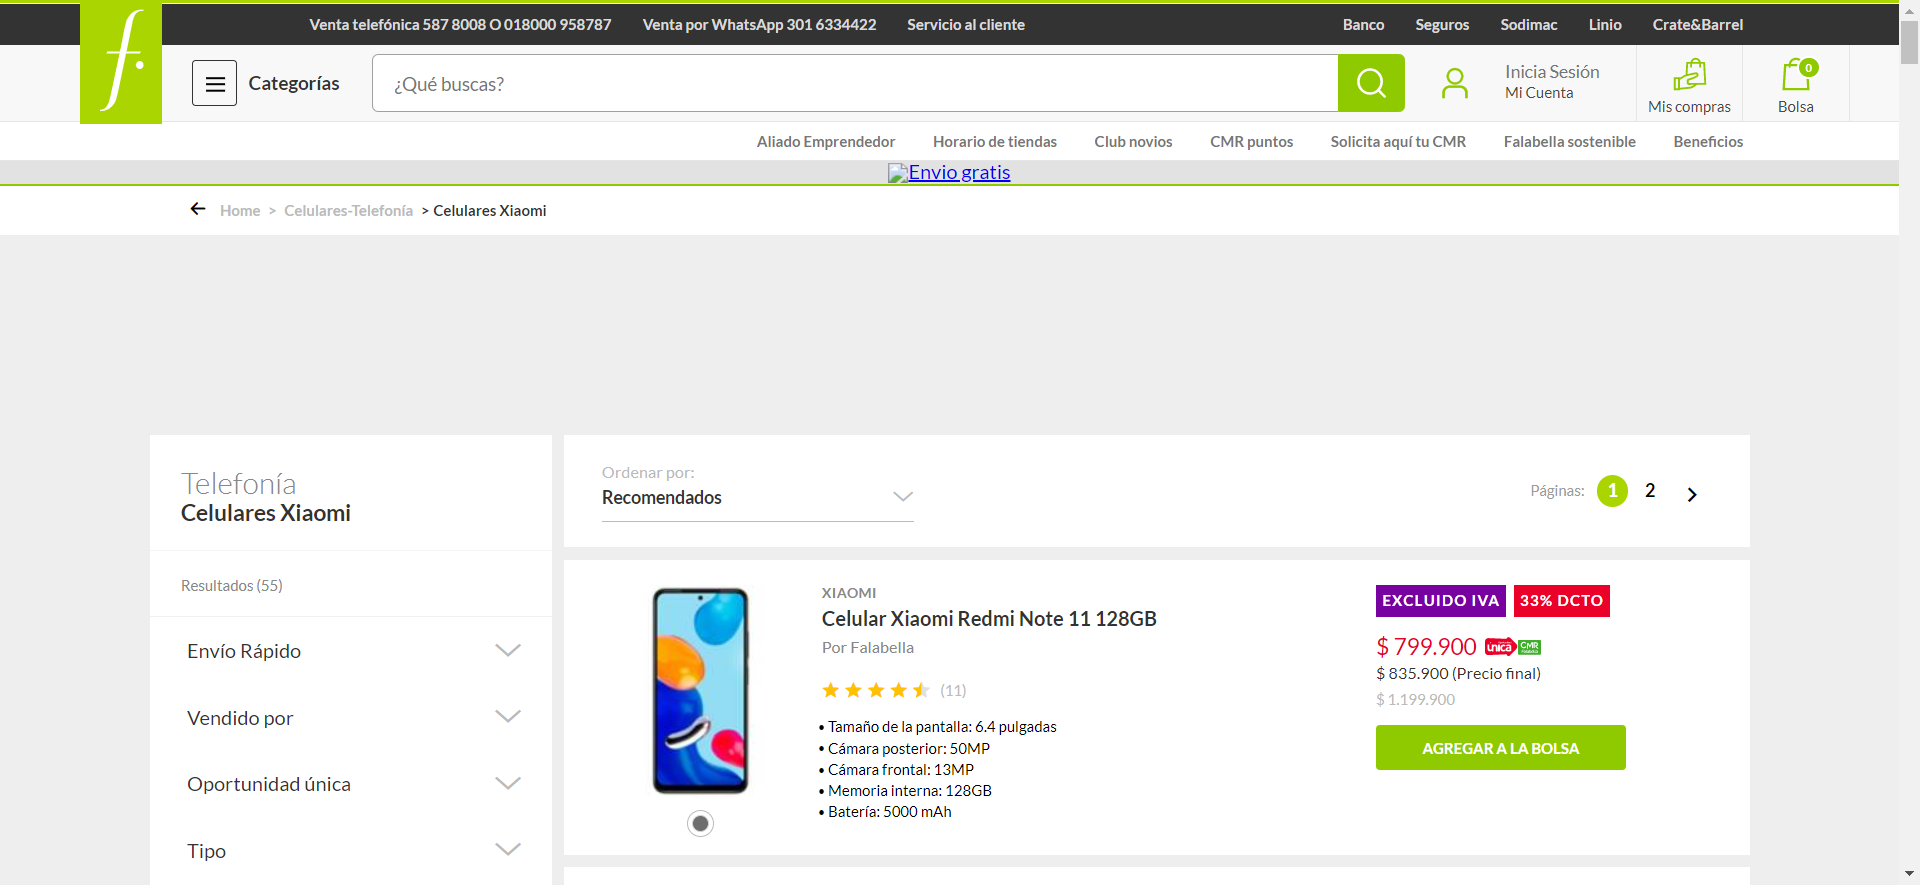 Venta telefónica 587 8008 O 018000 958787 Venta por WhatsApp 301 6334422 Servicio al cliente Banco Seguros Sodimac Linio Crate&Barrel
f.
Categorías
¿Qué buscas?
Inicia Sesión
Mi Cuenta
Mis compras
0
Bolsa
Aliado Emprendedor Horario de tiendas Club novios CMR puntos Solicita aquí tu CMR Falabella sostenible Beneficios
Envio gratis
Home > Celulares-Telefonía > Celulares Xiaomi
Telefonía
Celulares Xiaomi
Resultados (55)
Envío Rápido
Vendido por
Oportunidad única
Tipo
Ordenar por:
Recomendados
Páginas: 1 2
XIAOMI
Celular Xiaomi Redmi Note 11 128GB
Por Falabella
(11)
• Tamaño de la pantalla: 6.4 pulgadas
• Cámara posterior: 50MP
• Cámara frontal: 13MP
• Memoria interna: 128GB
• Batería: 5000 mAh
EXCLUIDO IVA 33% DCTO
$ 799.900 única CMR
$ 835.900 (Precio final)
$ 1.199.900
AGREGAR A LA BOLSA